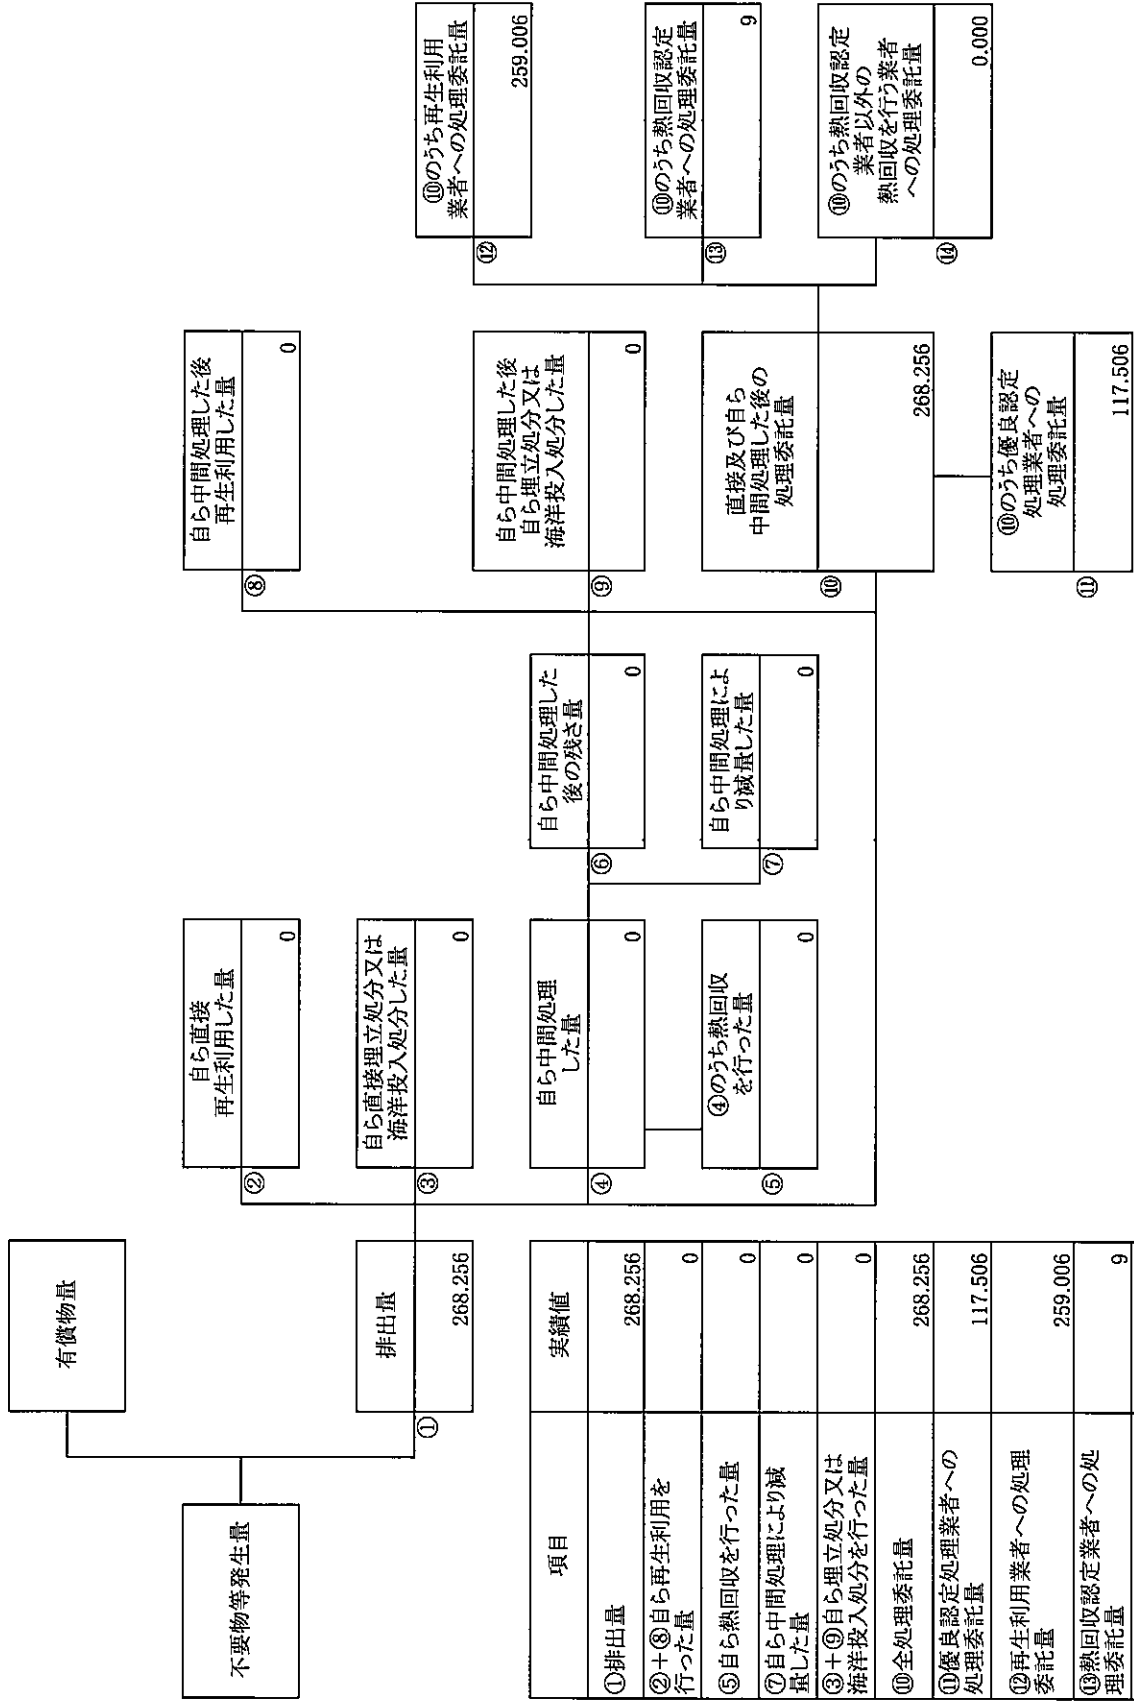 不要物等発生量
有償物量
排出量
①
268.256
自ら直接
再生利用した量
②
0
自ら直接埋立処分又は
海洋投入処分した量
③
0
自ら中間処理
した量
④
0
④のうち熱回収
を行った量
⑤
0
自ら中間処理した
後の残さ量
⑥
0
自ら中間処理によ
り減量した量
⑦
0
自ら中間処理した後
再生利用した量
⑧
0
自ら中間処理した後
自ら埋立処分又は
海洋投入処分した量
⑨
0
直接及び自ら
中間処理した後の
処理委託量
⑩
268.256
⑩のうち優良認定
処理業者への
処理委託量
⑪
117.506
⑩のうち再生利用
業者への処理委託量
⑫
259.006
⑩のうち熱回収認定
業者への処理委託量
⑬
9
⑩のうち熱回収認定
業者以外の
熱回収を行う業者
への処理委託量
⑭
0.000
項目 実績値
①排出量 268.256
②+⑧自ら再生利用を
行った量 0
⑤自ら熱回収を行った量 0
⑦自ら中間処理により減
量した量 0
③+⑨自ら埋立処分又は
海洋投入処分を行った量 0
⑩全処理委託量 268.256
⑪優良認定処理業者への
処理委託量 117.506
⑫再生利用業者への処理
委託量 259.006
⑬熱回収認定業者への処
理委託量 9